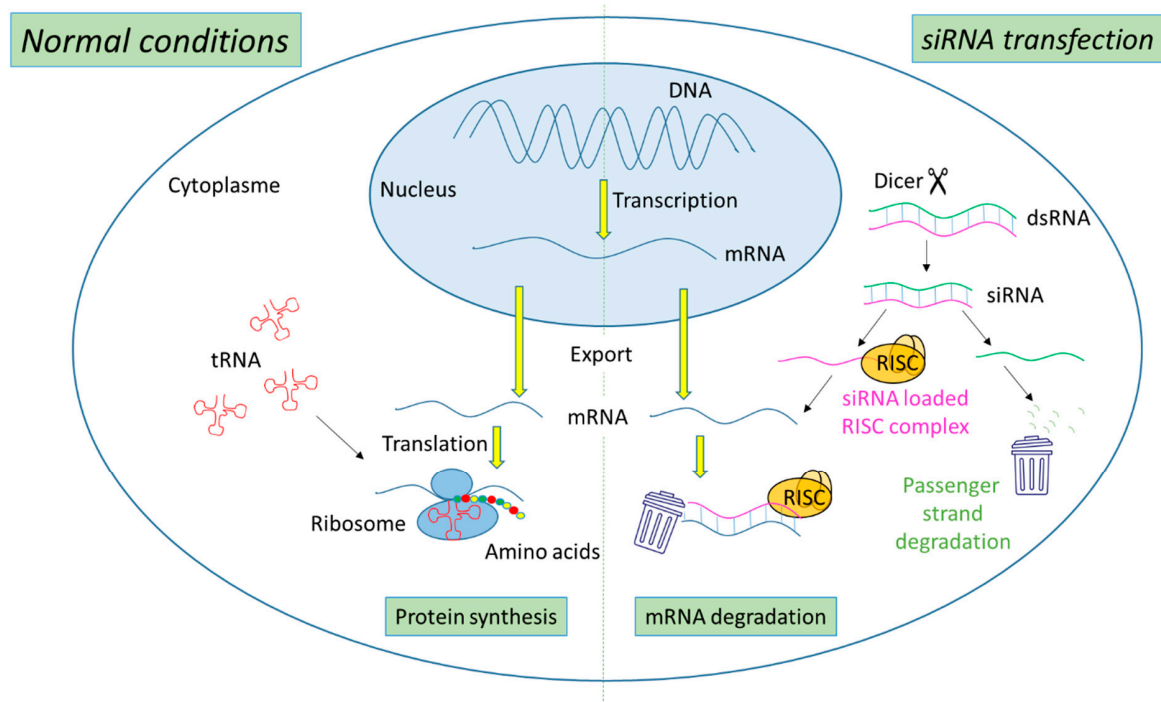 Normal conditions
siRNA transfection
DNA
Cytoplasme
Nucleus
Dicer
Transcription
dsRNA
mRNA
siRNA
tRNA
Export
RISC
siRNA loaded
RISC complex
mRNA
Translation
RISC
Passenger
strand
degradation
Ribosome
Amino acids
Protein synthesis
mRNA degradation